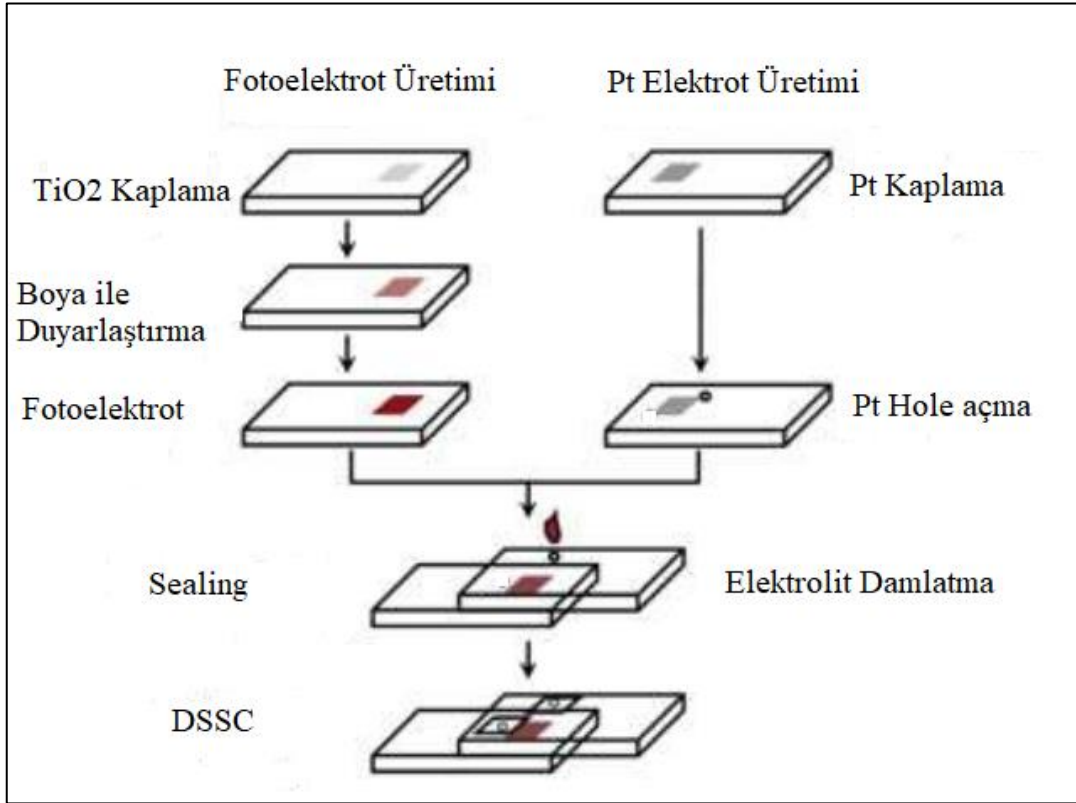 Fotoelektrot Üretimi
Pt Elektrot Üretimi
TiO2 Kaplama
Pt Kaplama
Boya ile
Duyarlaştırma
Fotoelektrot
Pt Hole açma
Sealing
Elektrolit Damlatma
DSSC